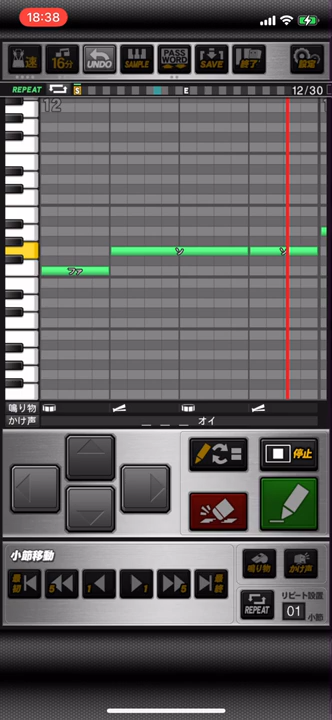 18:38
速 16分 UNDO SAMPLE PASS WORD SAVE 終了 設定
REPEAT S E 12/30
12
ソ ソ
ファ
鳴り物
かけ声 _ _ _ オイ
停止
小節移動
最初 5 1 1 5 最終
鳴り物 かけ声
REPEAT リピート設置
01 小節